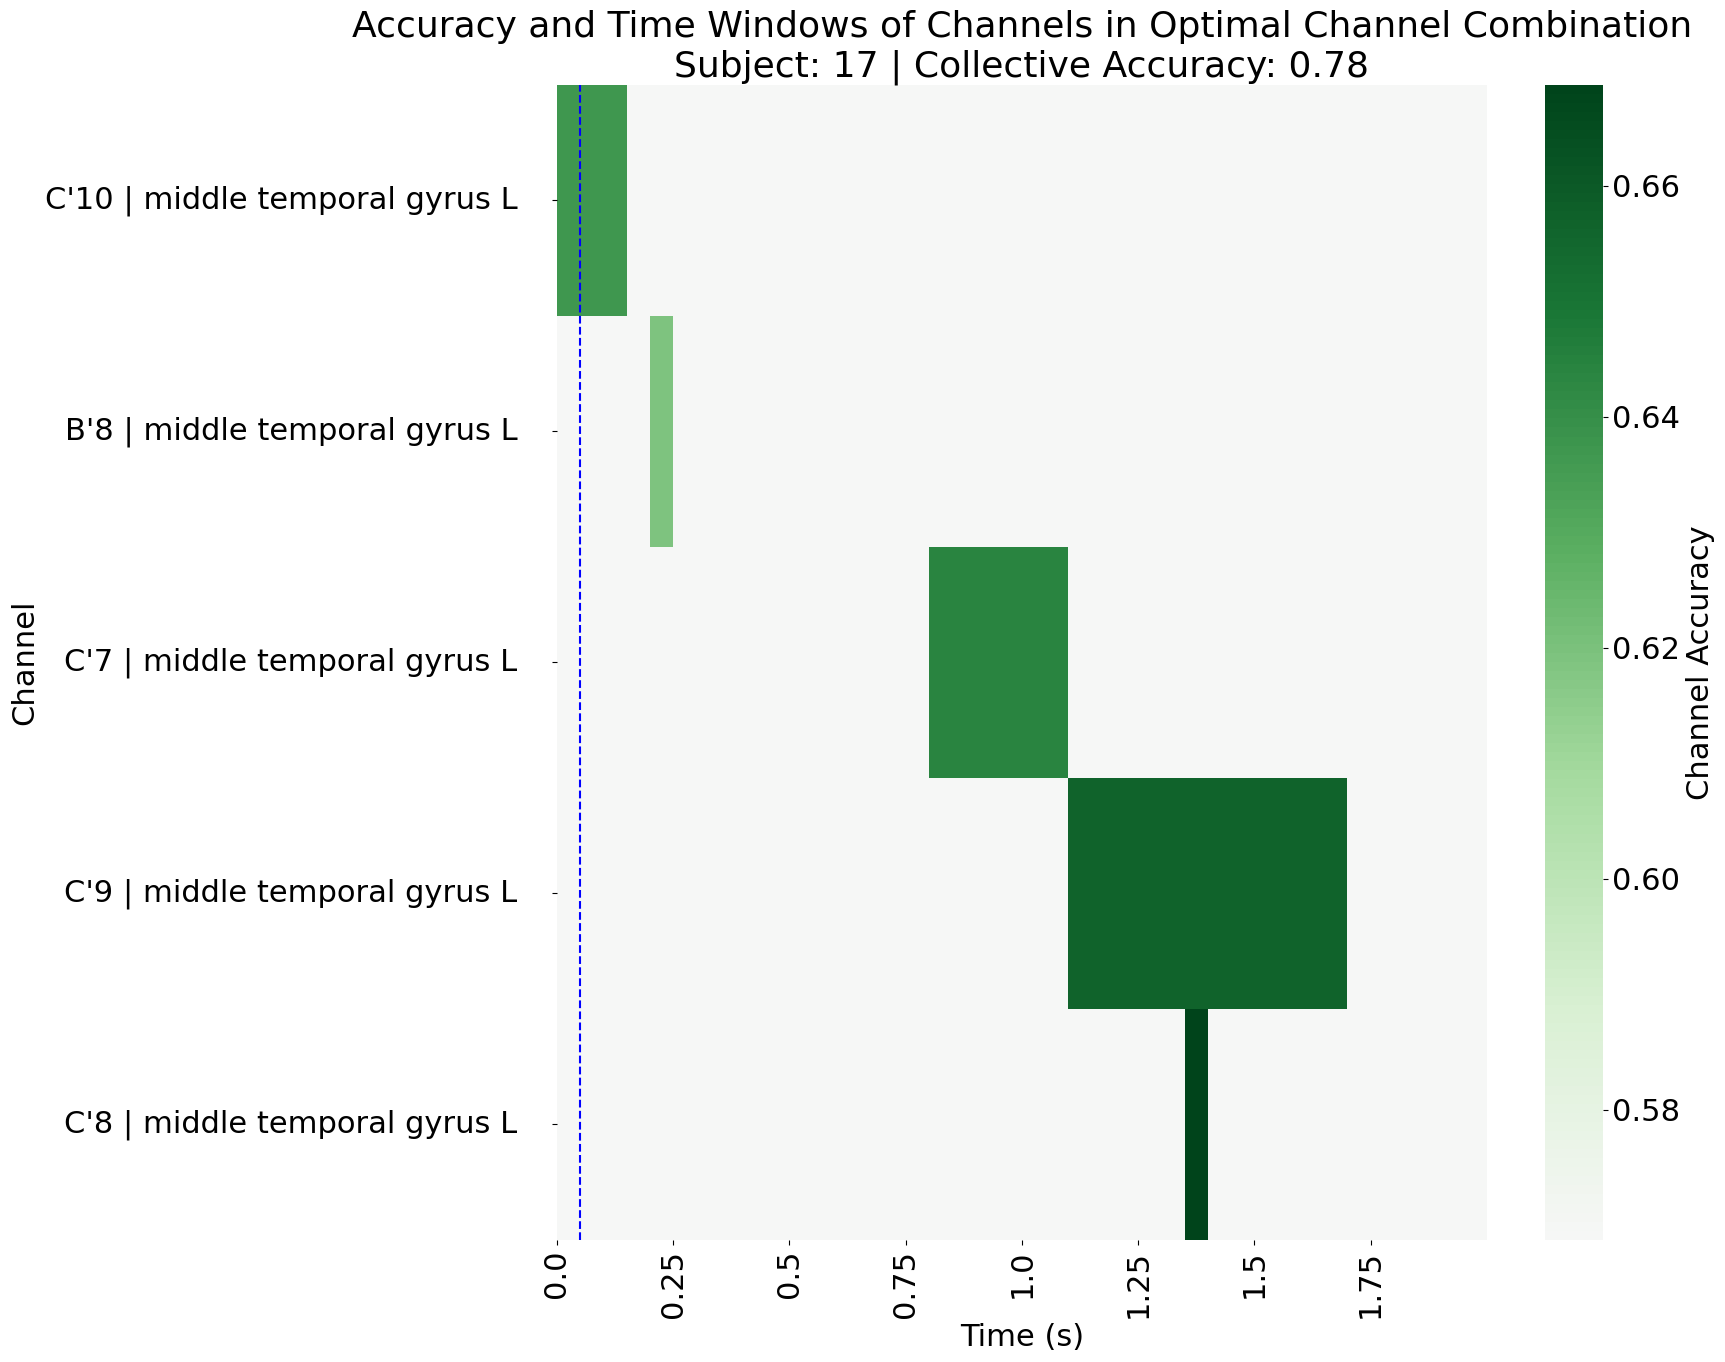 Accuracy and Time Windows of Channels in Optimal Channel Combination
Subject: 17 | Collective Accuracy: 0.78
C'10 | middle temporal gyrus L
B'8 | middle temporal gyrus L
C'7 | middle temporal gyrus L
C'9 | middle temporal gyrus L
C'8 | middle temporal gyrus L
Channel
0.0
0.25
0.5
0.75
1.0
1.25
1.5
1.75
Time (s)
0.66
0.64
0.62
0.60
0.58
Channel Accuracy